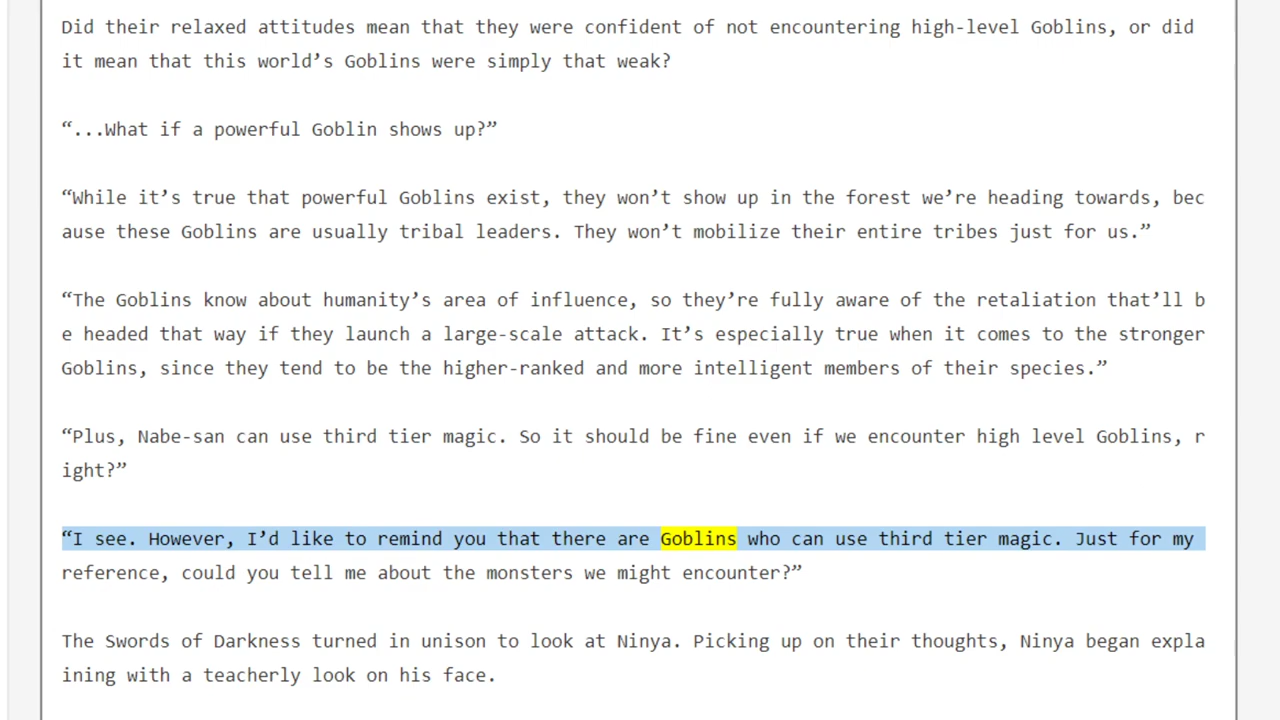 Did their relaxed attitudes mean that they were confident of not encountering high-level Goblins, or did
it mean that this world’s Goblins were simply that weak?
“...What if a powerful Goblin shows up?”
“While it’s true that powerful Goblins exist, they won’t show up in the forest we’re heading towards, bec
ause these Goblins are usually tribal leaders. They won’t mobilize their entire tribes just for us.”
“The Goblins know about humanity’s area of influence, so they’re fully aware of the retaliation that’ll b
e headed that way if they launch a large-scale attack. It’s especially true when it comes to the stronger
Goblins, since they tend to be the higher-ranked and more intelligent members of their species.”
“Plus, Nabe-san can use third tier magic. So it should be fine even if we encounter high level Goblins, r
ight?”
“I see. However, I’d like to remind you that there are Goblins who can use third tier magic. Just for my
reference, could you tell me about the monsters we might encounter?”
The Swords of Darkness turned in unison to look at Ninya. Picking up on their thoughts, Ninya began expla
ining with a teacherly look on his face.